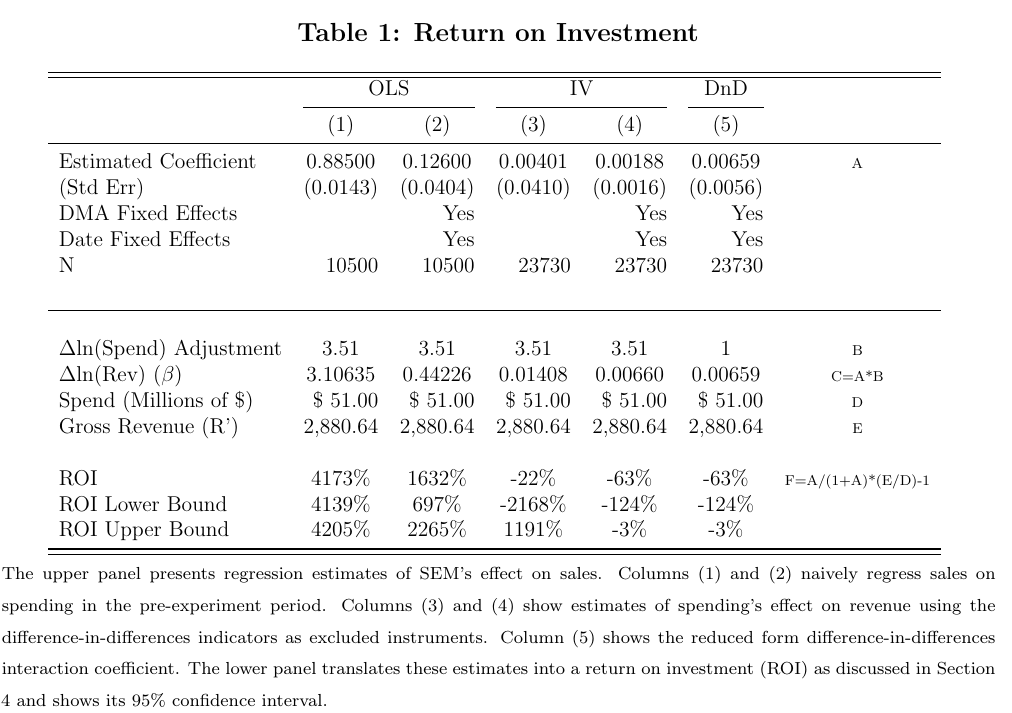 Table 1: Return on Investment
OLS IV DnD
(1) (2) (3) (4) (5)
Estimated Coefficient 0.88500 0.12600 0.00401 0.00188 0.00659 A
(Std Err) (0.0143) (0.0404) (0.0410) (0.0016) (0.0056)
DMA Fixed Effects Yes Yes Yes
Date Fixed Effects Yes Yes Yes
N 10500 10500 23730 23730 23730
Δln(Spend) Adjustment 3.51 3.51 3.51 3.51 1 B
Δln(Rev) (β) 3.10635 0.44226 0.01408 0.00660 0.00659 C=A*B
Spend (Millions of $) $ 51.00 $ 51.00 $ 51.00 $ 51.00 $ 51.00 D
Gross Revenue (R') 2,880.64 2,880.64 2,880.64 2,880.64 2,880.64 E
ROI 4173% 1632% -22% -63% -63% F=A/(1+A)*(E/D)-1
ROI Lower Bound 4139% 697% -2168% -124% -124%
ROI Upper Bound 4205% 2265% 1191% -3% -3%
The upper panel presents regression estimates of SEM's effect on sales. Columns (1) and (2) naively regress sales on
spending in the pre-experiment period. Columns (3) and (4) show estimates of spending's effect on revenue using the
difference-in-differences indicators as excluded instruments. Column (5) shows the reduced form difference-in-differences
interaction coefficient. The lower panel translates these estimates into a return on investment (ROI) as discussed in Section
4 and shows its 95% confidence interval.